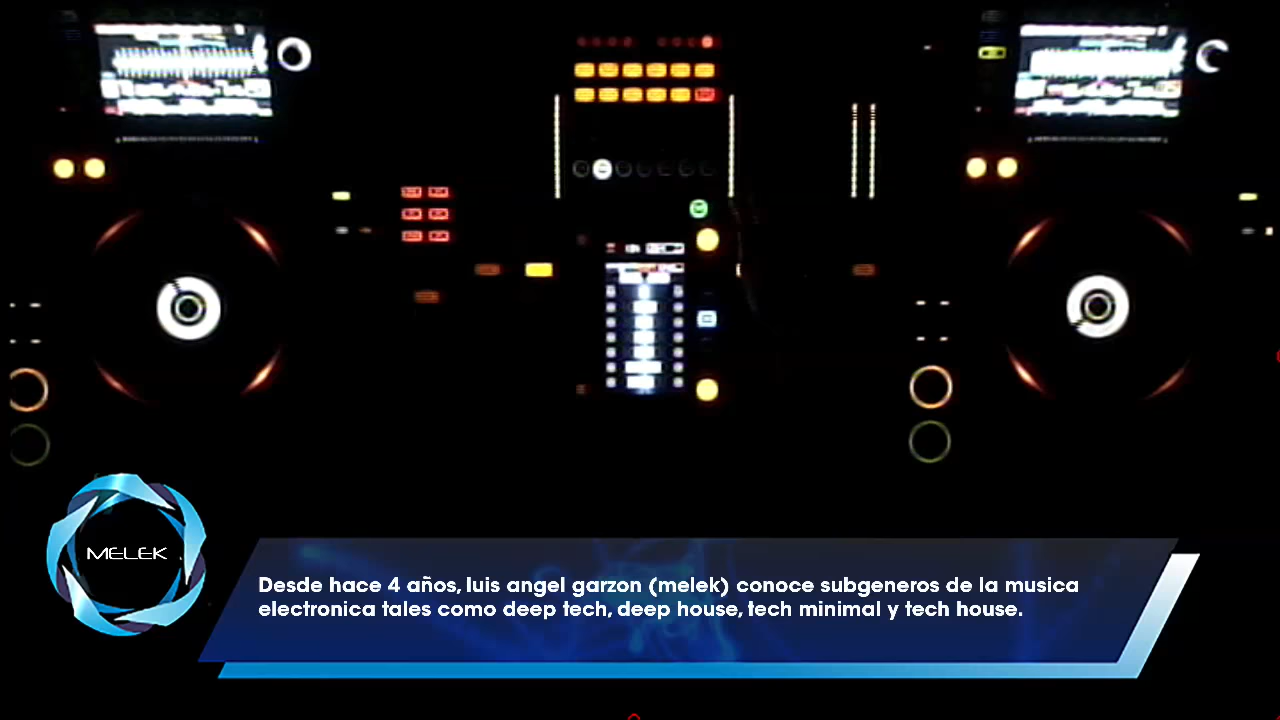 MELEK
Desde hace 4 años, luis angel garzon (melek) conoce subgeneros de la musica
electronica tales como deep tech, deep house, tech minimal y tech house.